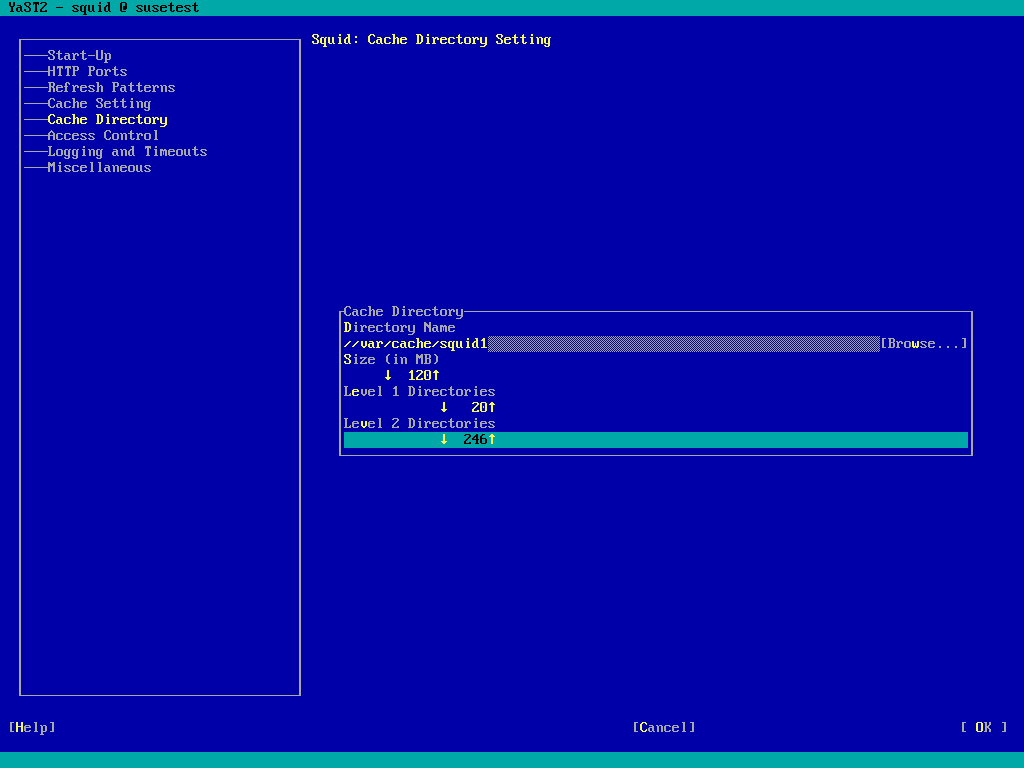 YaST2 - squid @ susetest
Squid: Cache Directory Setting
Start-Up
HTTP Ports
Refresh Patterns
Cache Setting
Cache Directory
Access Control
Logging and Timeouts
Miscellaneous
Cache Directory
Directory Name
//var/cache/squid1 [Browse...]
Size (in MB)
↓ 120↑
Level 1 Directories
↓ 20↑
Level 2 Directories
↓ 246↑
[Help] [Cancel] [ OK ]